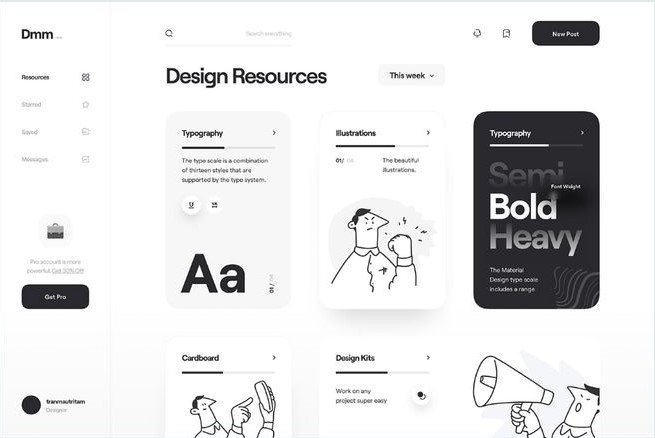 Dmm
Search everything
New Post
Design Resources
This week
Resources
Starred
Saved
Messages
Pro account is more
powerful. Get 30% Off!
Get Pro
tranmautritam
Designer
Typography
The type scale is a combination
of thirteen styles that are
supported by the type system.
U
Aa
01 / 04
Illustrations
01/ 04
The beautiful
illustrations.
Typography
Semi
Font Weight
Bold
Heavy
The Material
Design type scale
includes a range
Cardboard
Design Kits
Work on any
project super easy